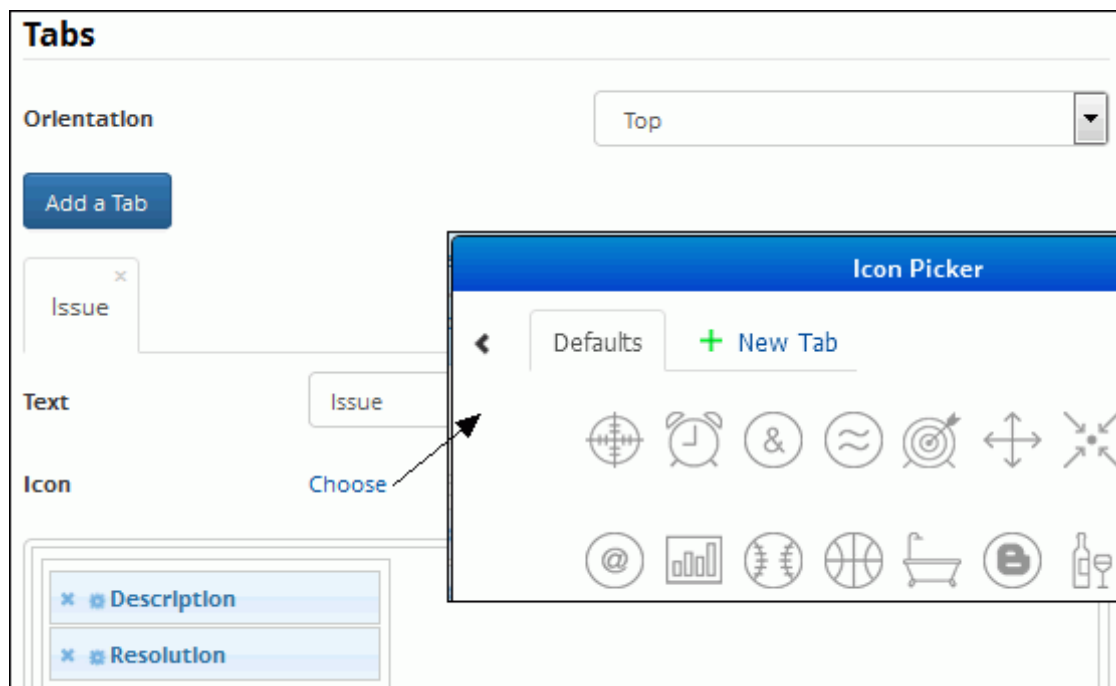 Tabs
Orientation
Top
Add a Tab
Issue
Icon Picker
Defaults
+ New Tab
Text
Issue
Icon
Choose
&
@
B
Description
Resolution